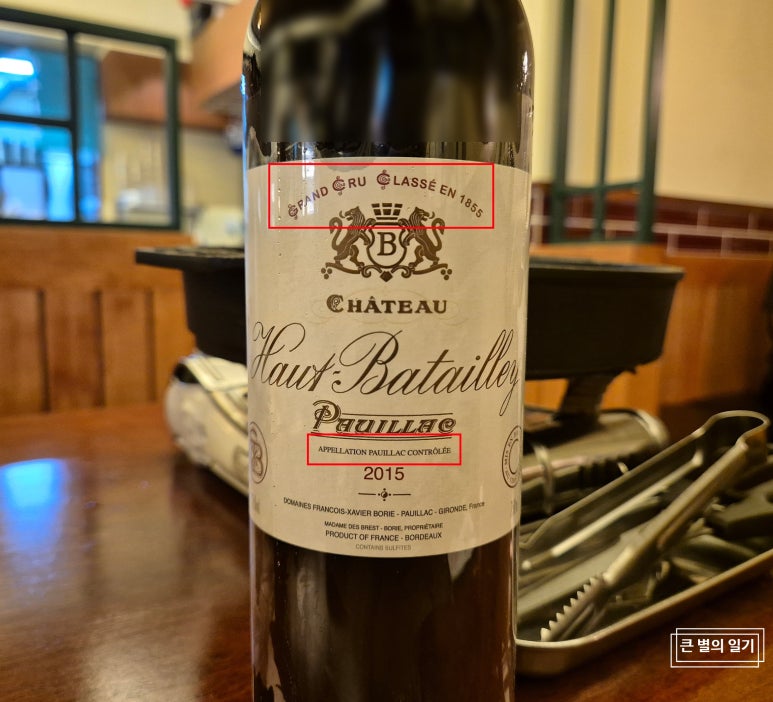 GRAND CRU CLASSÉ EN 1855
B
CHÂTEAU
Haut-Batailley
PAUILLAC
APPELLATION PAUILLAC CONTRÔLÉE
2015
DOMAINES FRANCOIS-XAVIER BORIE - PAUILLAC - GIRONDE, France
MADAME DES BREST - BORIE, PROPRIÉTAIRE
PRODUCT OF FRANCE - BORDEAUX
CONTAINS SULFITES
큰 별의 일기